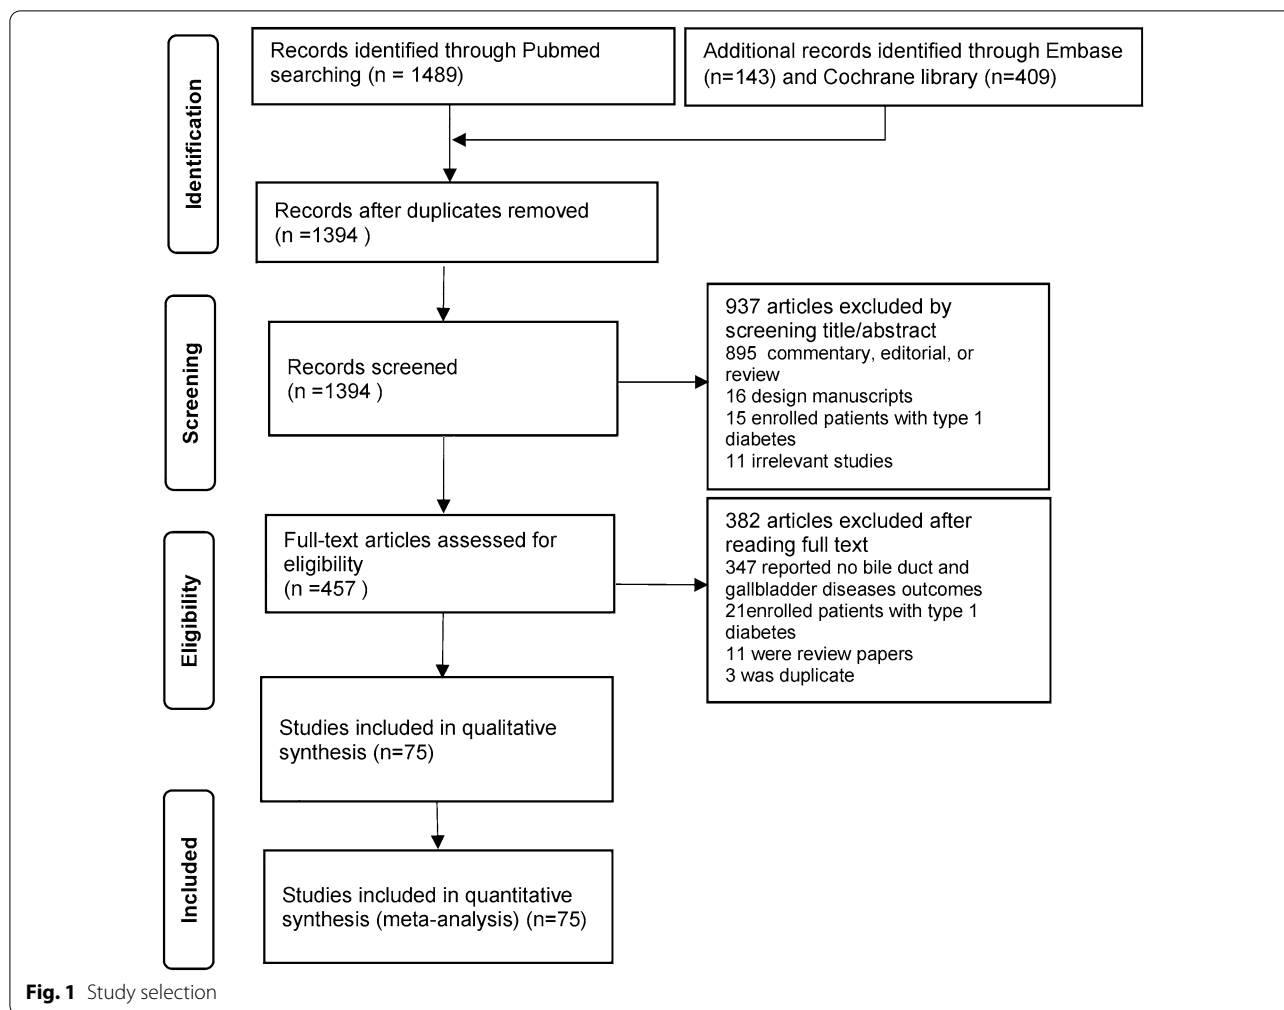 Records identified through Pubmed
searching (n = 1489)
Additional records identified through Embase
(n=143) and Cochrane library (n=409)
Identification
Records after duplicates removed
(n =1394 )
Screening
Records screened
(n =1394 )
937 articles excluded by
screening title/abstract
895 commentary, editorial, or
review
16 design manuscripts
15 enrolled patients with type 1
diabetes
11 irrelevant studies
Eligibility
Full-text articles assessed for
eligibility
(n =457 )
382 articles excluded after
reading full text
347 reported no bile duct and
gallbladder diseases outcomes
21enrolled patients with type 1
diabetes
11 were review papers
3 was duplicate
Studies included in qualitative
synthesis (n=75)
Included
Studies included in quantitative
synthesis (meta-analysis) (n=75)
Fig. 1 Study selection